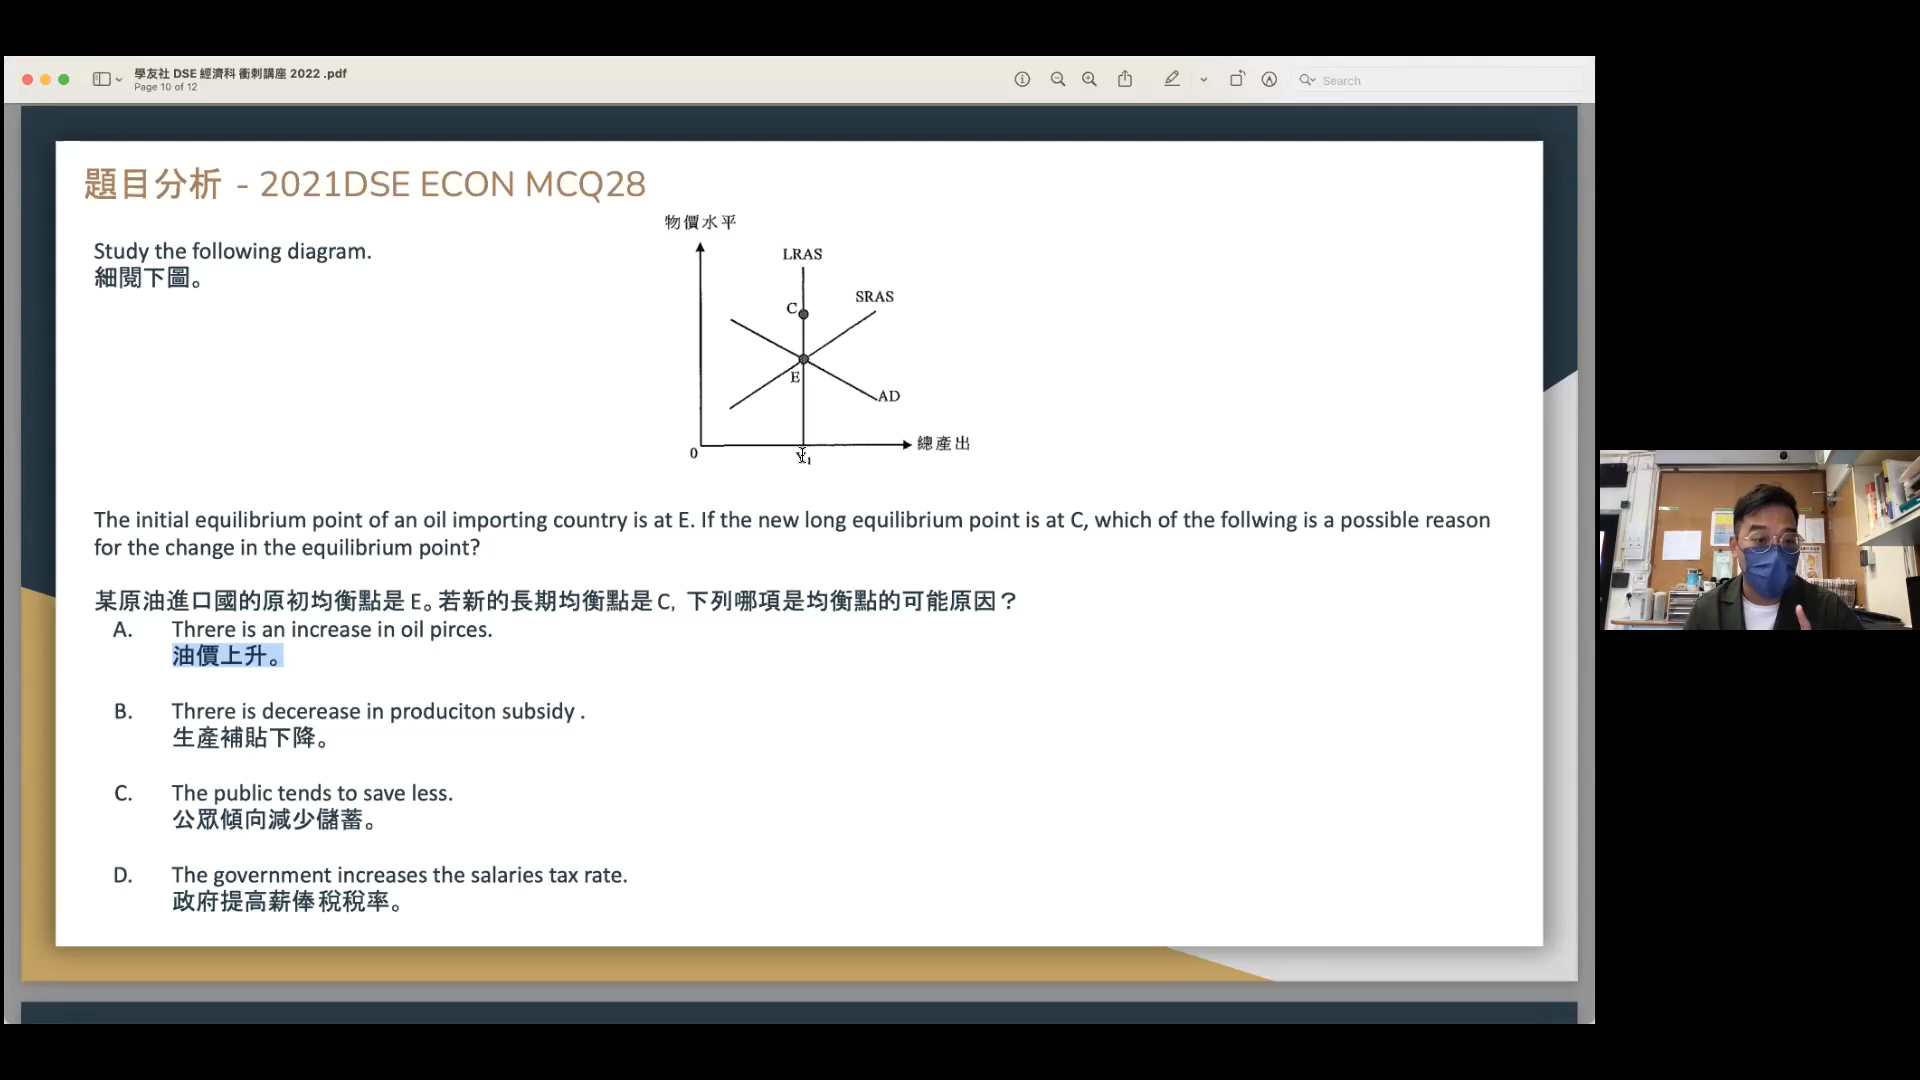 學友社 DSE 經濟科 衝刺講座 2022 .pdf
Page 10 of 12
Search
題目分析 - 2021DSE ECON MCQ28
Study the following diagram.
細閱下圖。
物價水平
LRAS
SRAS
C
E
AD
總產出
0
The initial equilibrium point of an oil importing country is at E. If the new long equilibrium point is at C, which of the follwing is a possible reason
for the change in the equilibrium point?
某原油進口國的原初均衡點是 E。若新的長期均衡點是 C, 下列哪項是均衡點的可能原因？
A. Threre is an increase in oil pirces.
油價上升。
B. Threre is decerease in produciton subsidy .
生產補貼下降。
C. The public tends to save less.
公眾傾向減少儲蓄。
D. The government increases the salaries tax rate.
政府提高薪俸稅稅率。